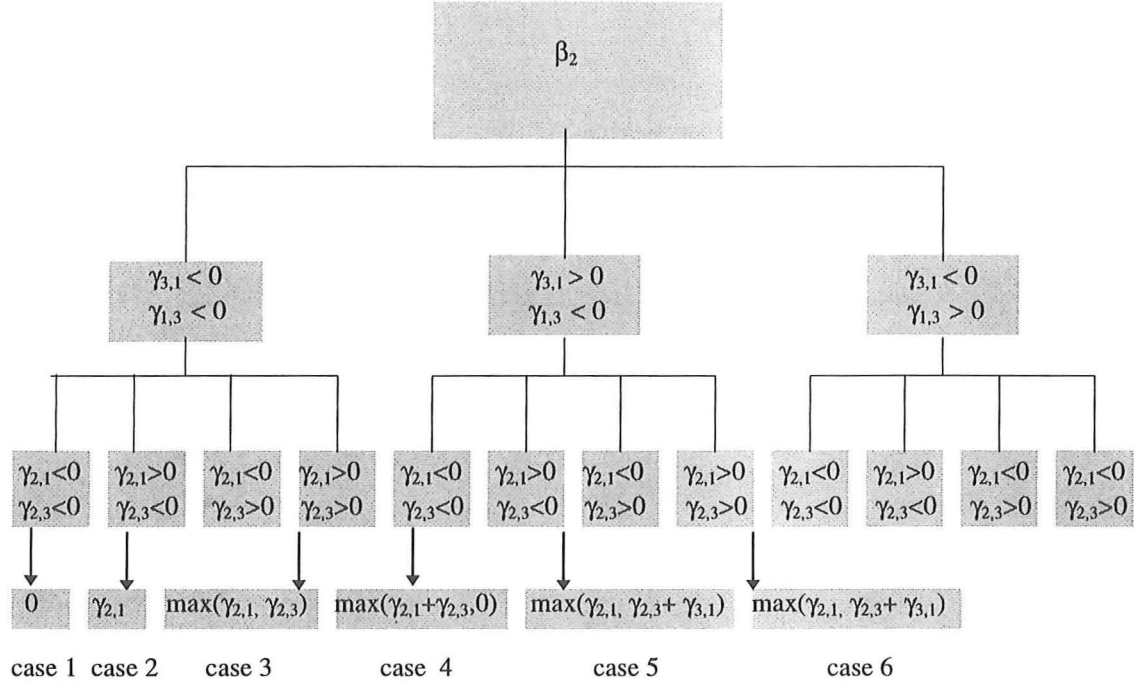 β₂
γ₃,₁ < 0
γ₁,₃ < 0
γ₃,₁ > 0
γ₁,₃ < 0
γ₃,₁ < 0
γ₁,₃ > 0
γ₂,₁<0
γ₂,₃<0
γ₂,₁>0
γ₂,₃<0
γ₂,₁<0
γ₂,₃>0
γ₂,₁>0
γ₂,₃>0
γ₂,₁<0
γ₂,₃<0
γ₂,₁>0
γ₂,₃<0
γ₂,₁<0
γ₂,₃>0
γ₂,₁>0
γ₂,₃>0
γ₂,₁<0
γ₂,₃<0
γ₂,₁>0
γ₂,₃<0
γ₂,₁<0
γ₂,₃>0
γ₂,₁<0
γ₂,₃>0
0
γ₂,₁
max(γ₂,₁, γ₂,₃)
max(γ₂,₁+γ₂,₃,0)
max(γ₂,₁, γ₂,₃+ γ₃,₁)
max(γ₂,₁, γ₂,₃+ γ₃,₁)
case 1
case 2
case 3
case 4
case 5
case 6